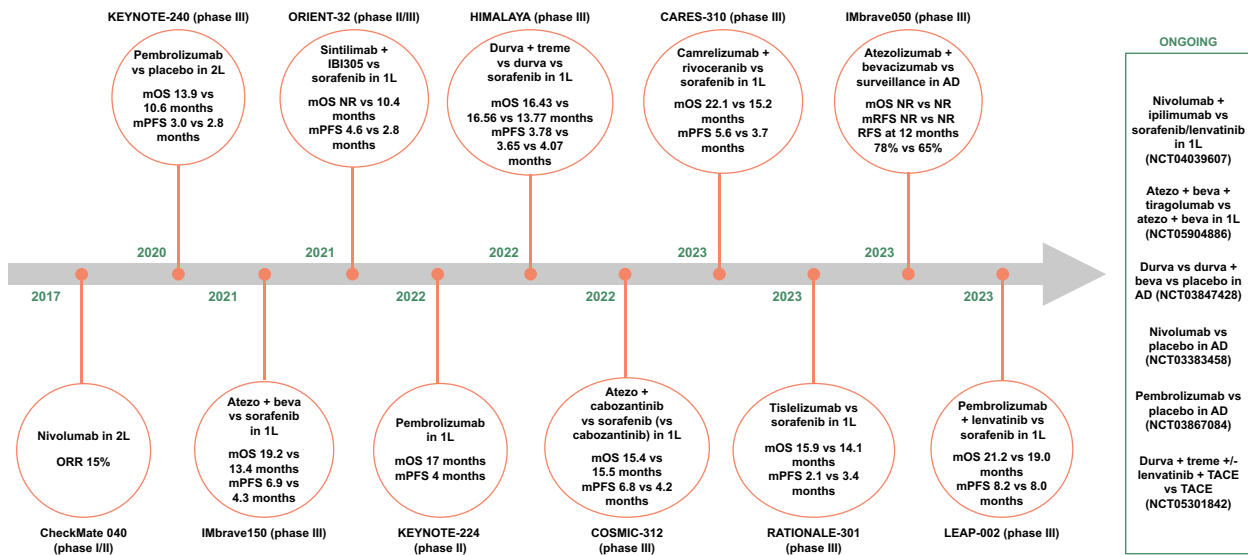 KEYNOTE-240 (phase III)
Pembrolizumab
vs placebo in 2L
mOS 13.9 vs
10.6 months
mPFS 3.0 vs 2.8
months
ORIENT-32 (phase II/III)
Sintilimab +
IBI305 vs
sorafenib in 1L
mOS NR vs 10.4
months
mPFS 4.6 vs 2.8
months
HIMALAYA (phase III)
Durva + treme
vs durva vs
sorafenib in 1L
mOS 16.43 vs
16.56 vs 13.77 months
mPFS 3.78 vs
3.65 vs 4.07
months
CARES-310 (phase III)
Camrelizumab +
rivoceranib vs
sorafenib in 1L
mOS 22.1 vs 15.2
months
mPFS 5.6 vs 3.7
months
IMbrave050 (phase III)
Atezolizumab +
bevacizumab vs
surveillance in AD
mOS NR vs NR
mRFS NR vs NR
RFS at 12 months
78% vs 65%
2020
2021
2022
2023
2023
2017
2021
2022
2022
2023
2023
Nivolumab in 2L
ORR 15%
CheckMate 040
(phase I/II)
Atezo + beva
vs sorafenib in
1L
mOS 19.2 vs
13.4 months
mPFS 6.9 vs
4.3 months
IMbrave150 (phase III)
Pembrolizumab
in 1L
mOS 17 months
mPFS 4 months
KEYNOTE-224
(phase II)
Atezo +
cabozantinib
vs sorafenib (vs
cabozantinib) in 1L
mOS 15.4 vs
15.5 months
mPFS 6.8 vs 4.2
months
COSMIC-312
(phase III)
Tislelizumab vs
sorafenib in 1L
mOS 15.9 vs 14.1
months
mPFS 2.1 vs 3.4
months
RATIONALE-301
(phase III)
Pembrolizumab
+ lenvatinib vs
sorafenib in 1L
mOS 21.2 vs 19.0
months
mPFS 8.2 vs 8.0
months
LEAP-002 (phase III)
ONGOING
Nivolumab +
ipilimumab vs
sorafenib/lenvatinib
in 1L
(NCT04039607)
Atezo + beva +
tiragolumab vs
atezo + beva in 1L
(NCT05904886)
Durva vs durva +
beva vs placebo in
AD (NCT03847428)
Nivolumab vs
placebo in AD
(NCT03383458)
Pembrolizumab vs
placebo in AD
(NCT03867084)
Durva + treme +/-
lenvatinib + TACE
vs TACE
(NCT05301842)